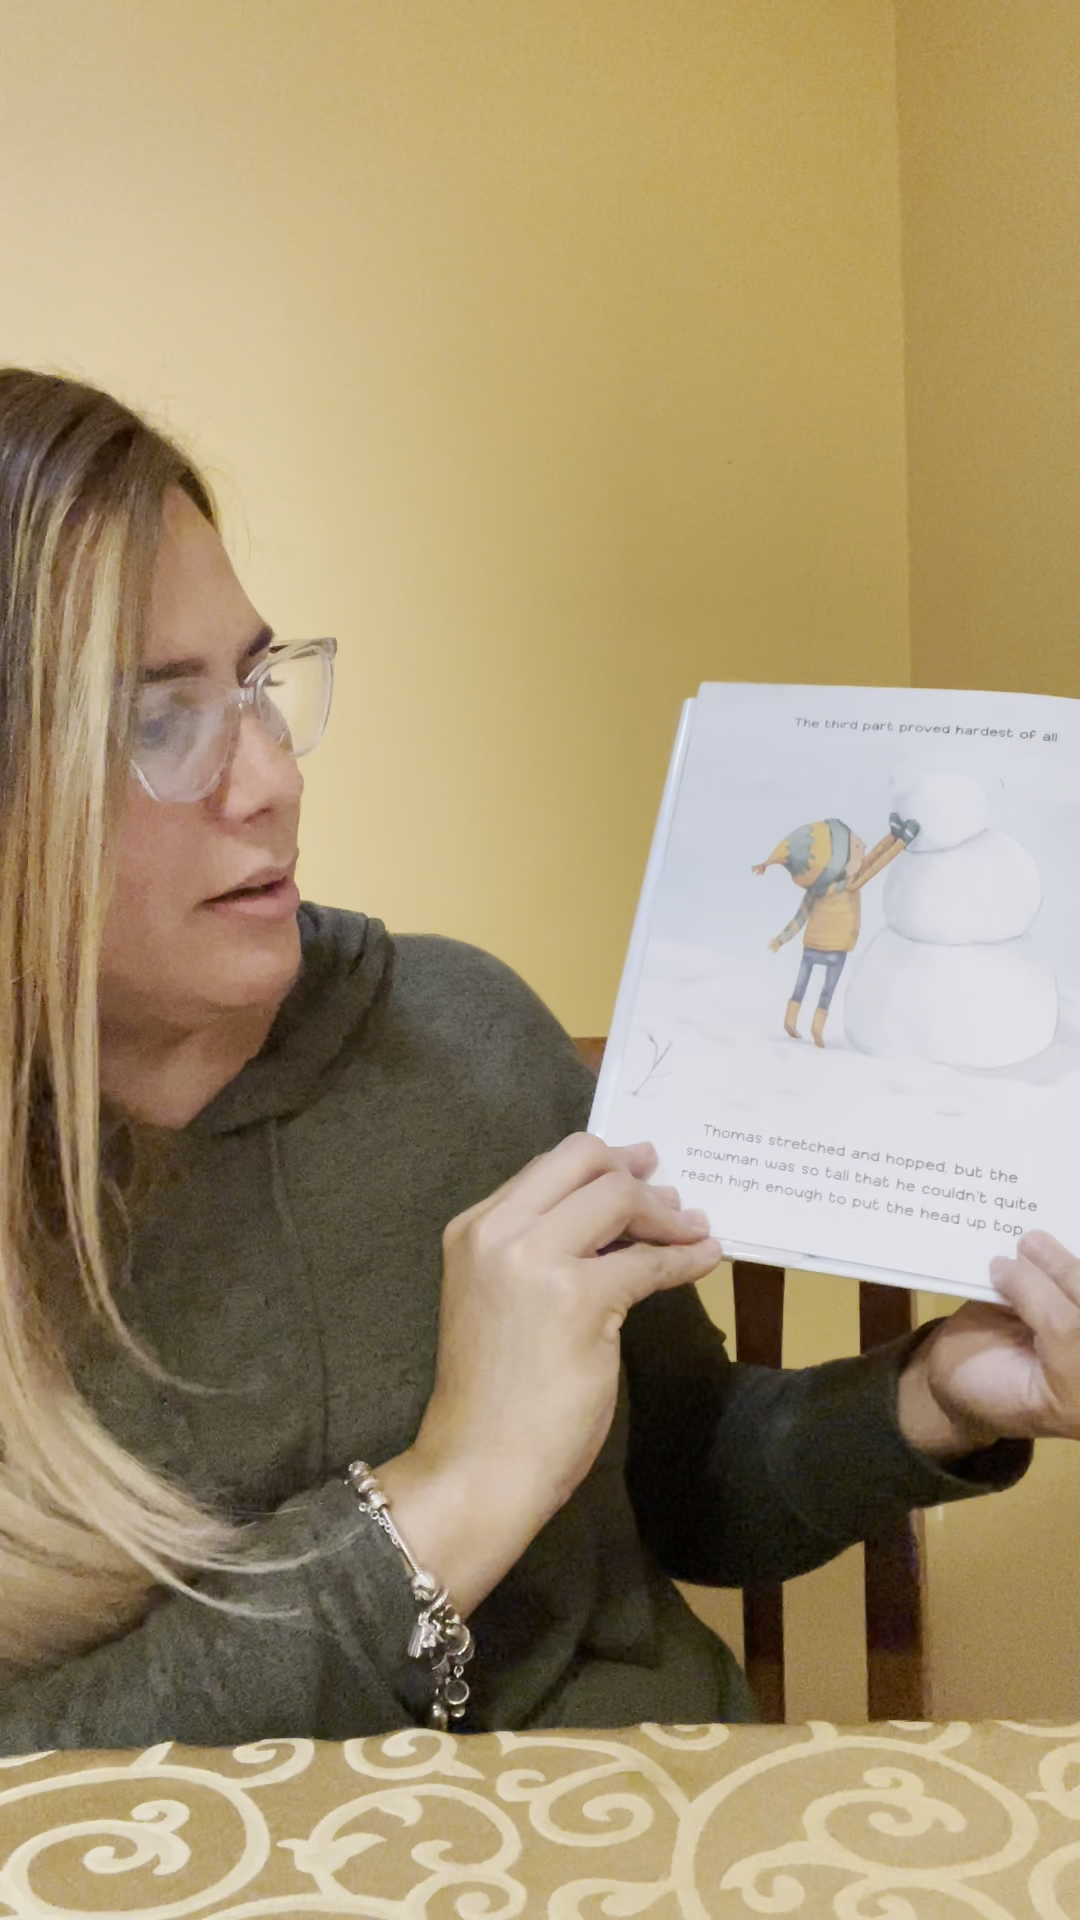 The third part proved hardest of all
Thomas stretched and hopped, but the
snowman was so tall that he couldn't quite
reach high enough to put the head up top